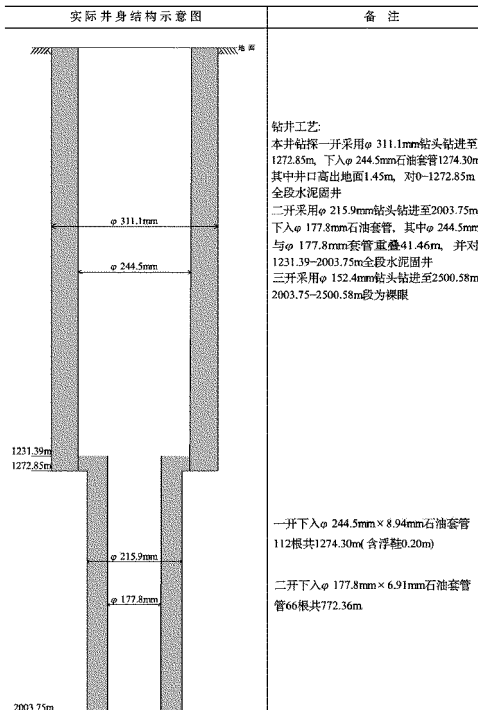 实际井身结构示意图
备 注
地面
钻井工艺:
本井钻探一开采用φ 311.1mm钻头钻进至
1272.85m, 下入φ 244.5mm石油套管1274.30m
其中井口高出地面1.45m, 对0-1272.85m
全段水泥固井
二开采用φ 215.9mm钻头钻进至2003.75m
下入φ 177.8mm石油套管, 其中φ 244.5mm
与φ 177.8mm套管重叠41.46m, 并对
1231.39-2003.75m全段水泥固井
三开采用φ 152.4mm钻头钻进至2500.58m
2003.75-2500.58m段为裸眼
φ 311.1mm
φ 244.5mm
1231.39m
1272.85m
一开下入φ 244.5mm×8.94mm石油套管
112根共1274.30m(含浮鞋0.20m)
φ 215.9mm
二开下入φ 177.8mm×6.91mm石油套管
管66根共772.36m
φ 177.8mm
2003.75m